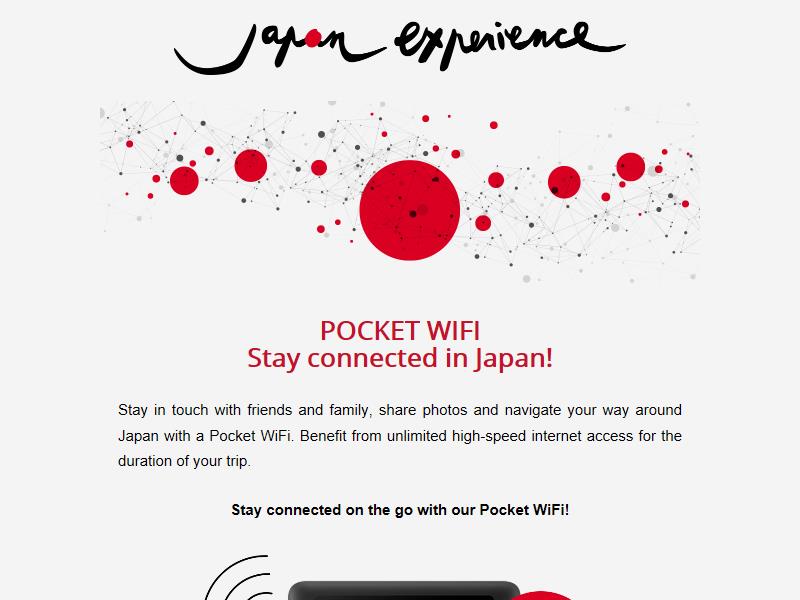 japan experience
POCKET WIFI
Stay connected in Japan!
Stay in touch with friends and family, share photos and navigate your way around
Japan with a Pocket WiFi. Benefit from unlimited high-speed internet access for the
duration of your trip.
Stay connected on the go with our Pocket WiFi!